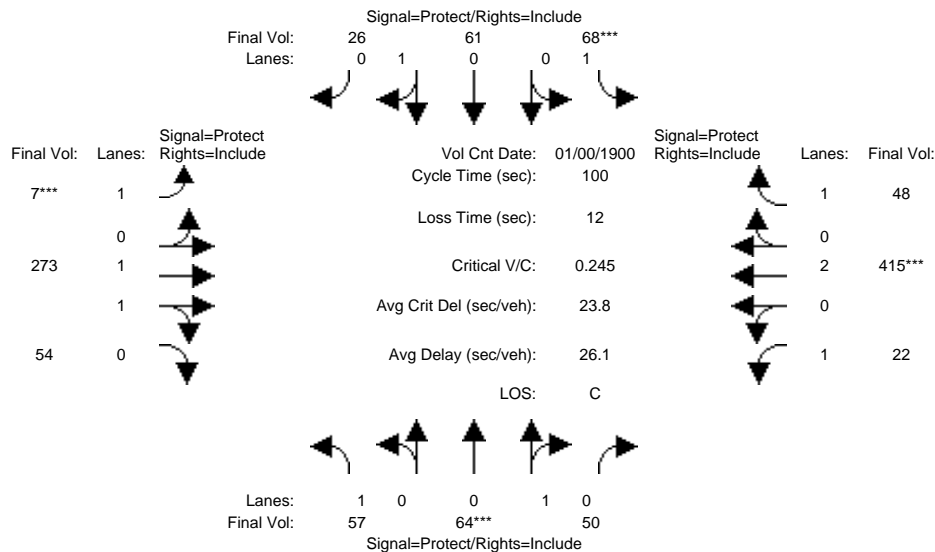 Signal=Protect/Rights=Include
Final Vol: 26 61 68***
Lanes: 0 1 0 0 1
Signal=Protect
Final Vol: Lanes: Rights=Include
Vol Cnt Date: 01/00/1900
Signal=Protect
Rights=Include Lanes: Final Vol:
Cycle Time (sec): 100
7*** 1
1 48
Loss Time (sec): 12
0
0
273 1
Critical V/C: 0.245
2 415***
1
Avg Crit Del (sec/veh): 23.8
0
54 0
Avg Delay (sec/veh): 26.1
1 22
LOS: C
Lanes: 1 0 0 1 0
Final Vol: 57 64*** 50
Signal=Protect/Rights=Include